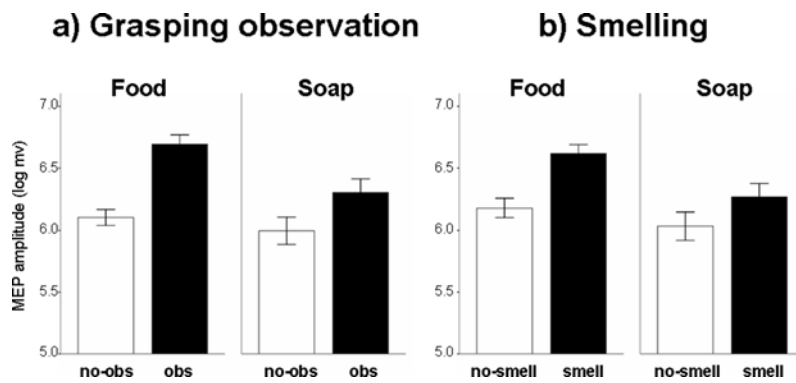 a) Grasping observation b) Smelling
Food Soap Food Soap
MEP amplitude (log mv)
7.0 7.0
6.5 6.5
6.0 6.0
5.5 5.5
5.0 5.0
no-obs obs no-obs obs no-smell smell no-smell smell